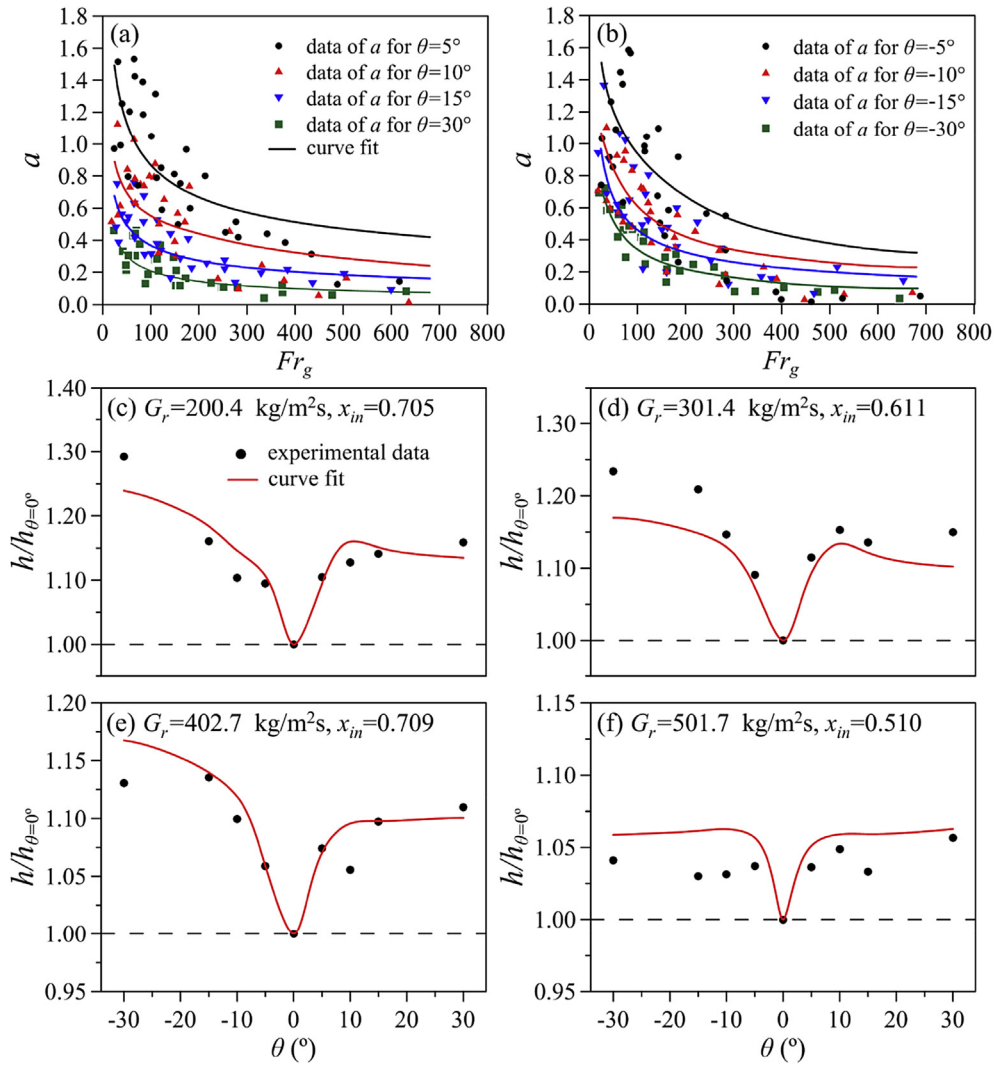 (a)
data of a for θ=5°
data of a for θ=10°
data of a for θ=15°
data of a for θ=30°
curve fit
a
1.8
1.6
1.4
1.2
1.0
0.8
0.6
0.4
0.2
0.0
0 100 200 300 400 500 600 700 800
Frg
(b)
data of a for θ=-5°
data of a for θ=-10°
data of a for θ=-15°
data of a for θ=-30°
a
1.8
1.6
1.4
1.2
1.0
0.8
0.6
0.4
0.2
0.0
0 100 200 300 400 500 600 700 800
Frg
(c) Gr=200.4 kg/m²s, xin=0.705
experimental data
curve fit
h/hθ=0°
1.40
1.30
1.20
1.10
1.00
(d) Gr=301.4 kg/m²s, xin=0.611
h/hθ=0°
1.30
1.20
1.10
1.00
(e) Gr=402.7 kg/m²s, xin=0.709
h/hθ=0°
1.20
1.15
1.10
1.05
1.00
0.95
-30 -20 -10 0 10 20 30
θ (º)
(f) Gr=501.7 kg/m²s, xin=0.510
h/hθ=0°
1.15
1.10
1.05
1.00
0.95
-30 -20 -10 0 10 20 30
θ (º)